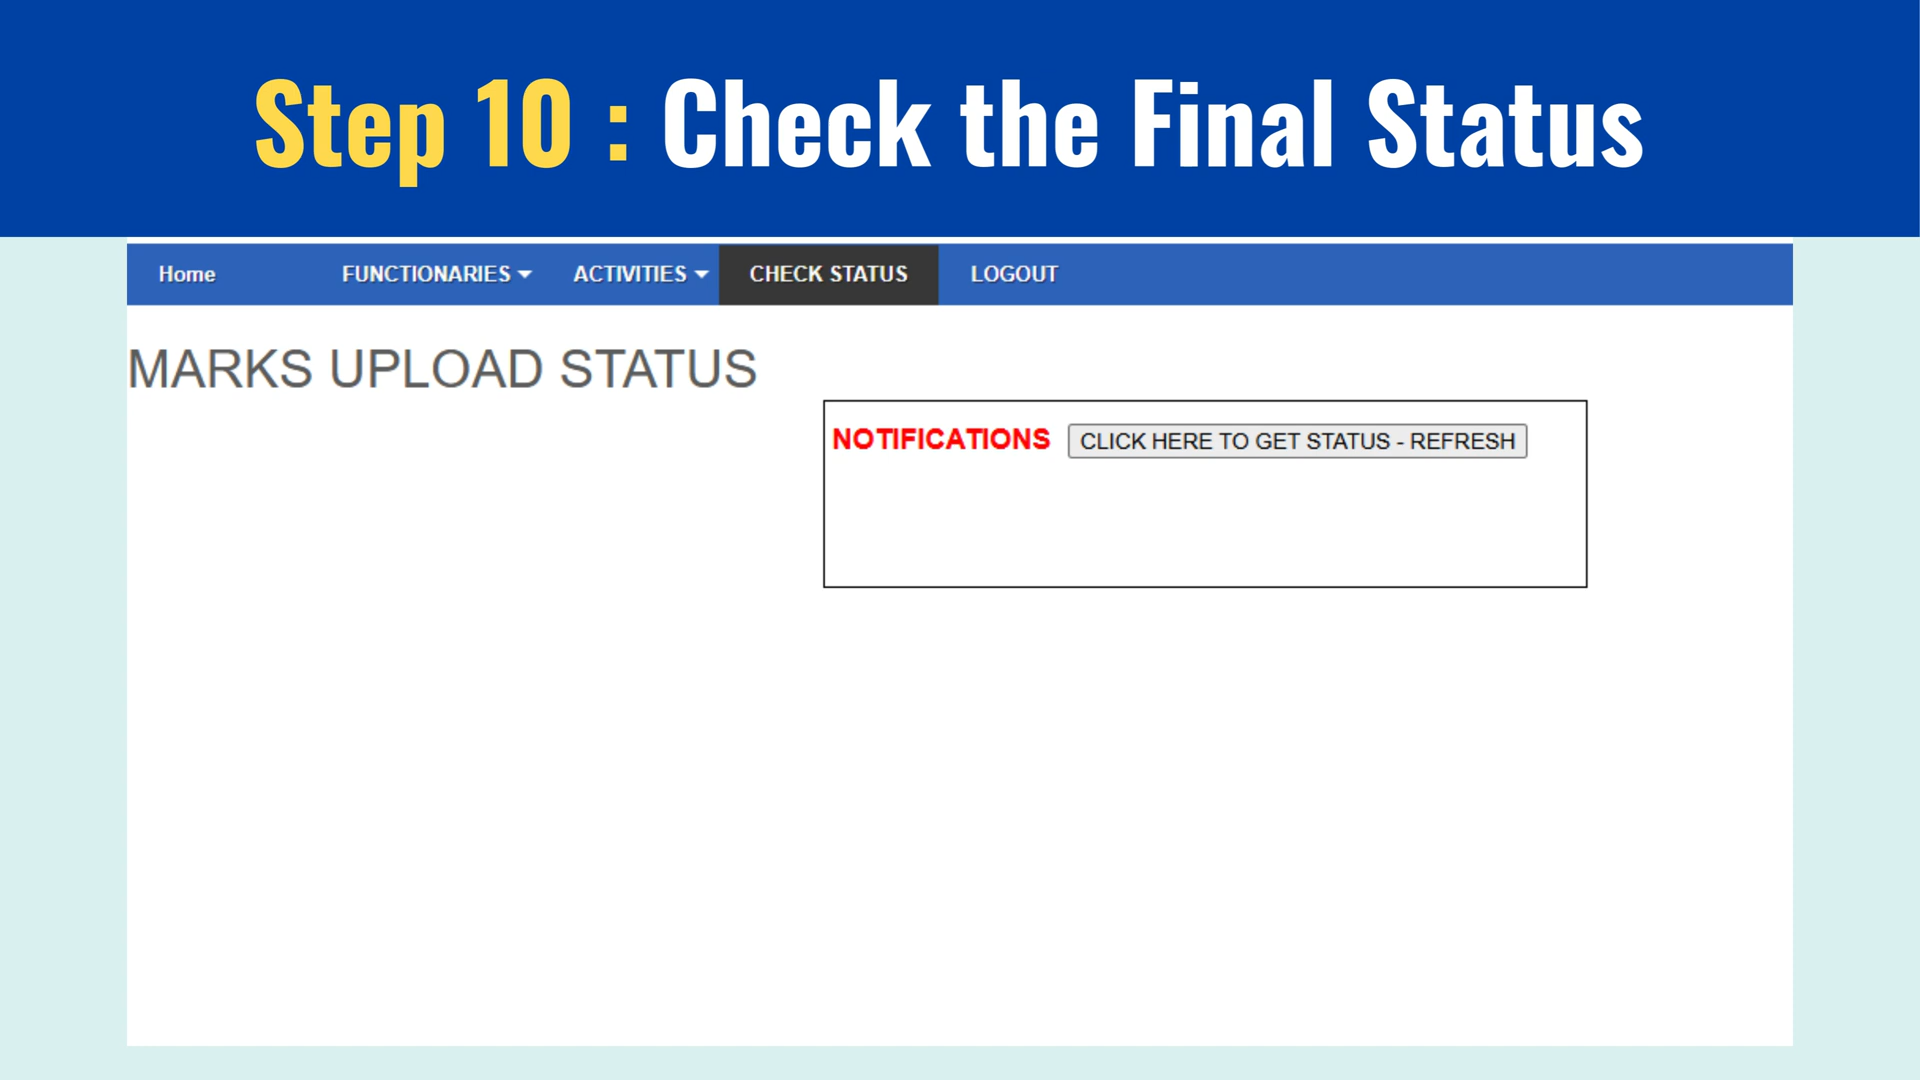 Step 10 : Check the Final Status
Home FUNCTIONARIES ACTIVITIES CHECK STATUS LOGOUT
MARKS UPLOAD STATUS
NOTIFICATIONS CLICK HERE TO GET STATUS - REFRESH